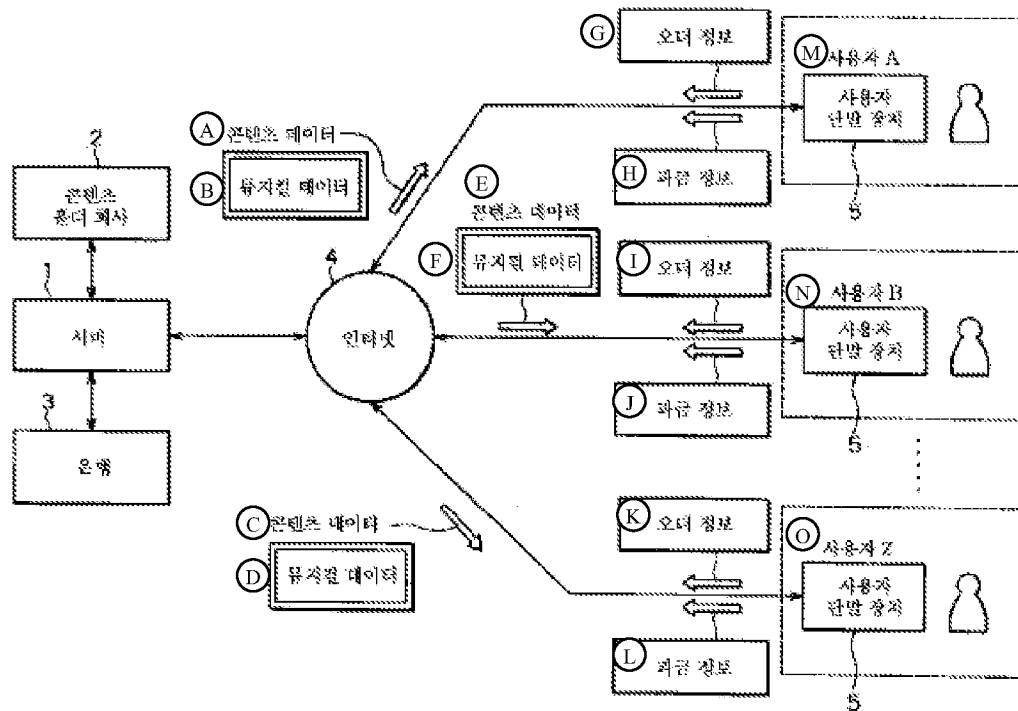 G
오더 정보
M
사용자 A
사용자
단말 장치
5
A
콘텐츠 데이터
B
뮤지컬 데이터
H
과금 정보
2
콘텐츠
홀더 회사
E
콘텐츠 데이터
F
뮤지컬 데이터
I
오더 정보
N
사용자 B
사용자
단말 장치
5
1
서버
4
인터넷
J
과금 정보
3
은행
C
콘텐츠 데이터
D
뮤지컬 데이터
K
오더 정보
O
사용자 Z
사용자
단말 장치
5
L
과금 정보